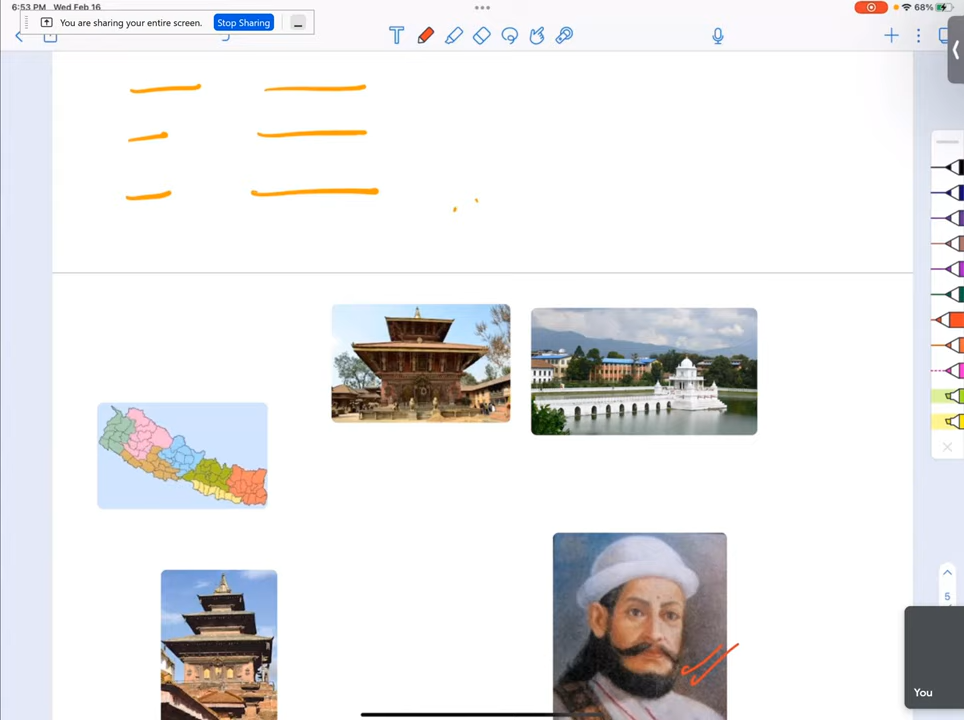 6:53 PM Wed Feb 16
68%
You are sharing your entire screen.
Stop Sharing
T
5
You